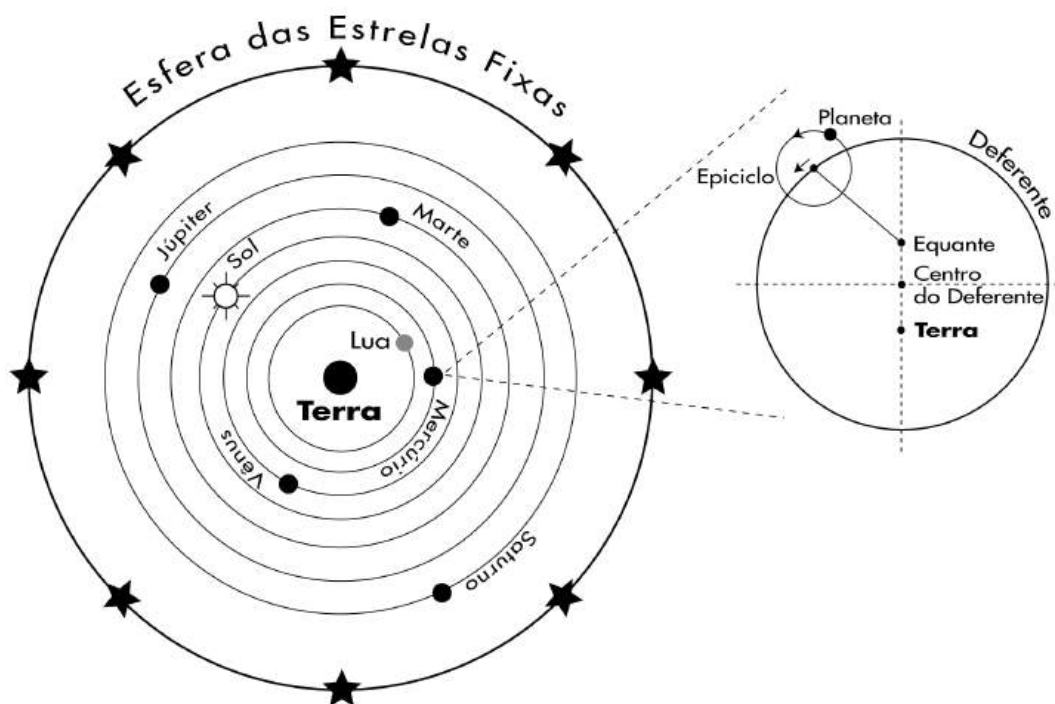 Esfera das Estrelas Fixas
Júpiter
Sol
Marte
Lua
Terra
Mercúrio
Vênus
Saturno
Planeta
Epiciclo
Deferente
Equante
Centro
do Deferente
Terra